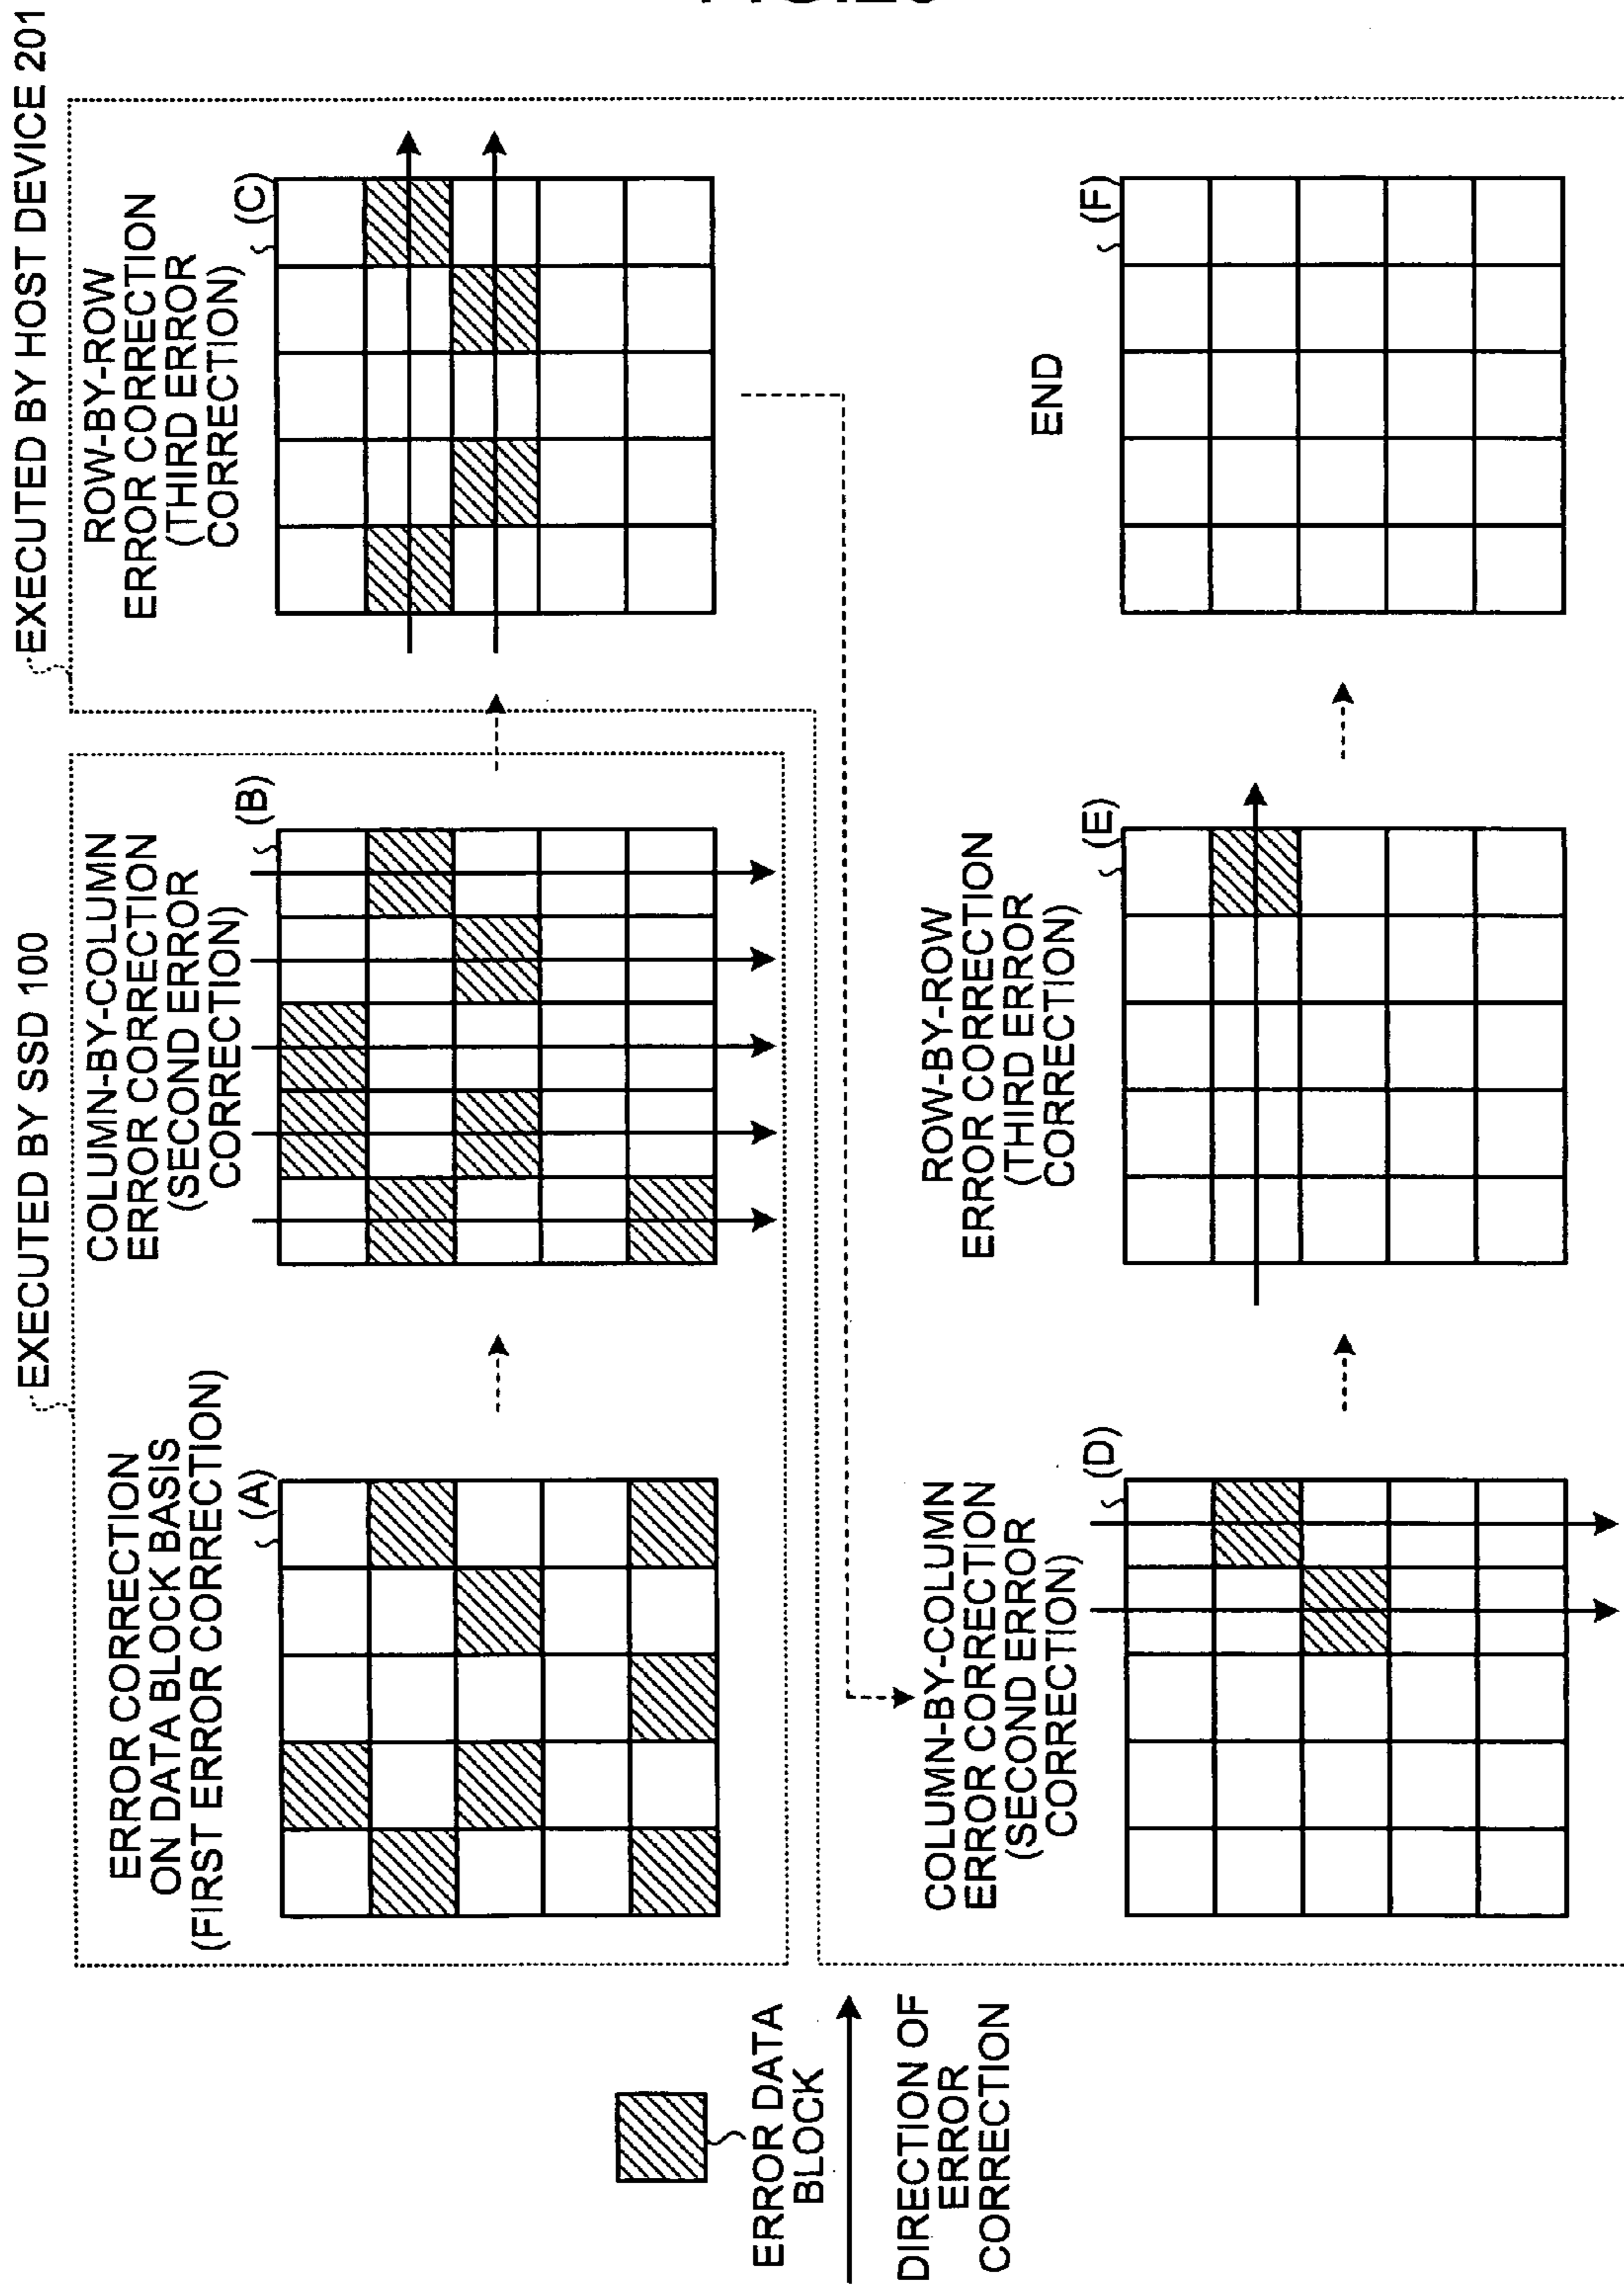 EXECUTED BY SSD 100
EXECUTED BY HOST DEVICE 201
ERROR CORRECTION
ON DATA BLOCK BASIS
(FIRST ERROR CORRECTION)
(A)
COLUMN-BY-COLUMN
ERROR CORRECTION
(SECOND ERROR
CORRECTION)
(B)
ROW-BY-ROW
ERROR CORRECTION
(THIRD ERROR
CORRECTION)
(C)
COLUMN-BY-COLUMN
ERROR CORRECTION
(SECOND ERROR
CORRECTION)
(D)
ROW-BY-ROW
ERROR CORRECTION
(THIRD ERROR
CORRECTION)
(E)
END
(F)
ERROR DATA
BLOCK
DIRECTION OF
ERROR
CORRECTION